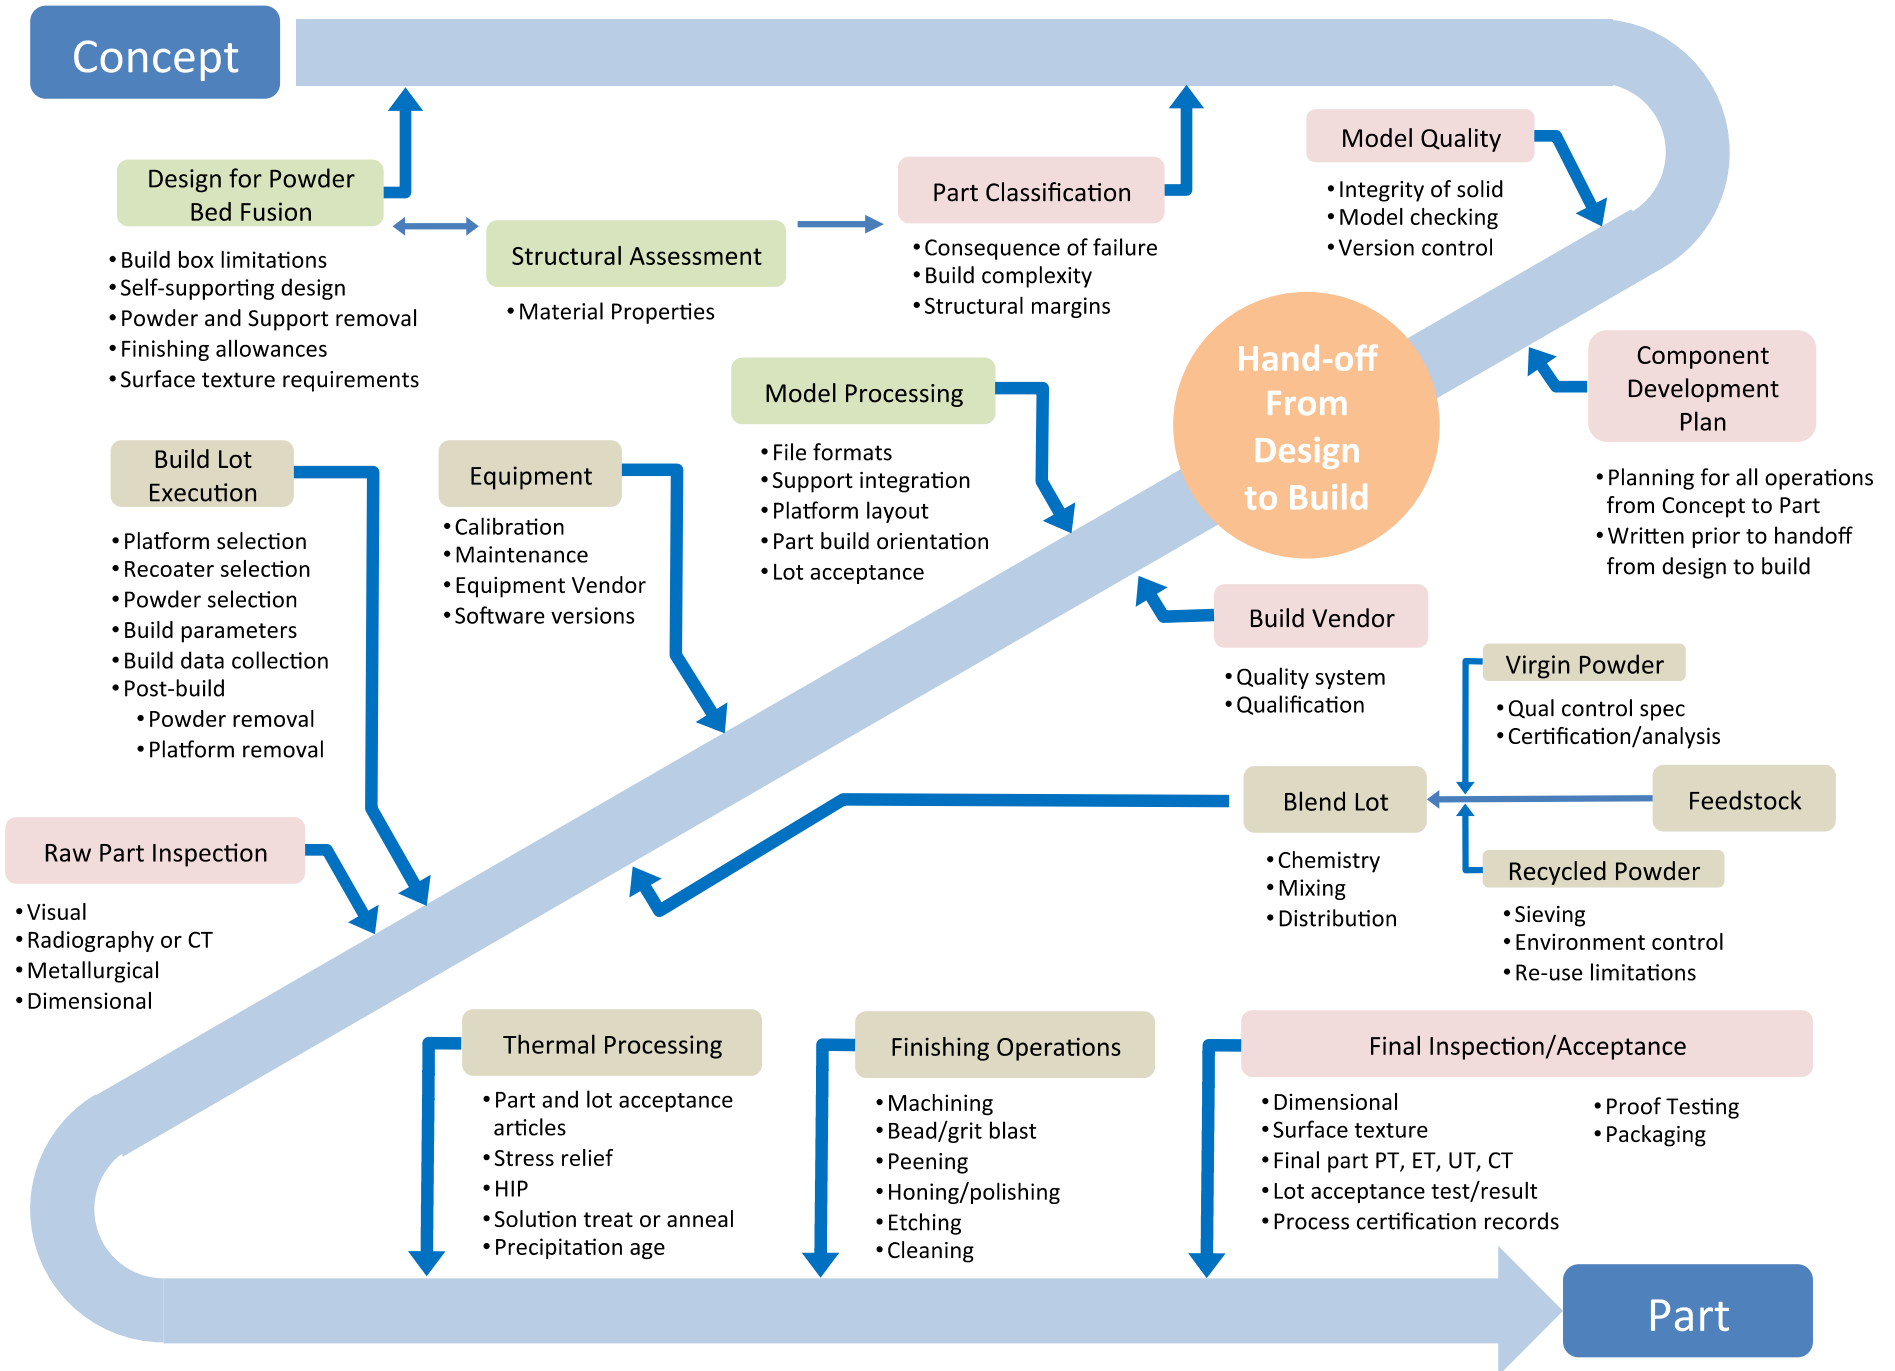 Concept
Design for Powder
Bed Fusion
• Build box limitations
• Self-supporting design
• Powder and Support removal
• Finishing allowances
• Surface texture requirements
Structural Assessment
• Material Properties
Part Classification
• Consequence of failure
• Build complexity
• Structural margins
Model Quality
• Integrity of solid
• Model checking
• Version control
Component
Development
Plan
• Planning for all operations
from Concept to Part
• Written prior to handoff
from design to build
Hand-off
From
Design
to Build
Model Processing
• File formats
• Support integration
• Platform layout
• Part build orientation
• Lot acceptance
Build Vendor
• Quality system
• Qualification
Equipment
• Calibration
• Maintenance
• Equipment Vendor
• Software versions
Build Lot
Execution
• Platform selection
• Recoater selection
• Powder selection
• Build parameters
• Build data collection
• Post-build
• Powder removal
• Platform removal
Virgin Powder
• Qual control spec
• Certification/analysis
Blend Lot
• Chemistry
• Mixing
• Distribution
Feedstock
Recycled Powder
• Sieving
• Environment control
• Re-use limitations
Raw Part Inspection
• Visual
• Radiography or CT
• Metallurgical
• Dimensional
Thermal Processing
• Part and lot acceptance
articles
• Stress relief
• HIP
• Solution treat or anneal
• Precipitation age
Finishing Operations
• Machining
• Bead/grit blast
• Peening
• Honing/polishing
• Etching
• Cleaning
Final Inspection/Acceptance
• Dimensional
• Surface texture
• Final part PT, ET, UT, CT
• Lot acceptance test/result
• Process certification records
• Proof Testing
• Packaging
Part